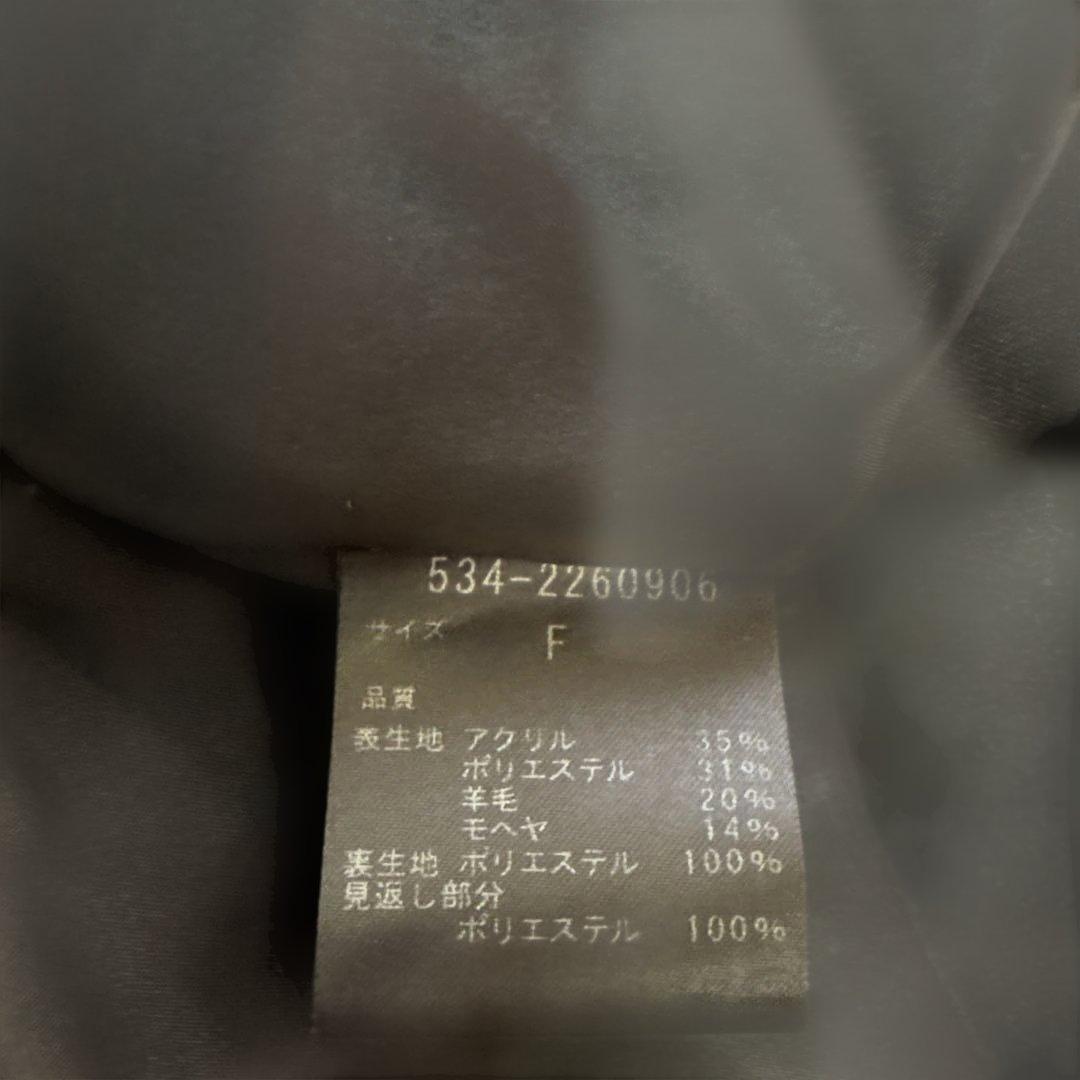 534-2260906
サイズ F
品質
表生地 アクリル 35%
ポリエステル 31%
羊毛 20%
モヘヤ 14%
裏生地 ポリエステル 100%
見返し部分
ポリエステル 100%